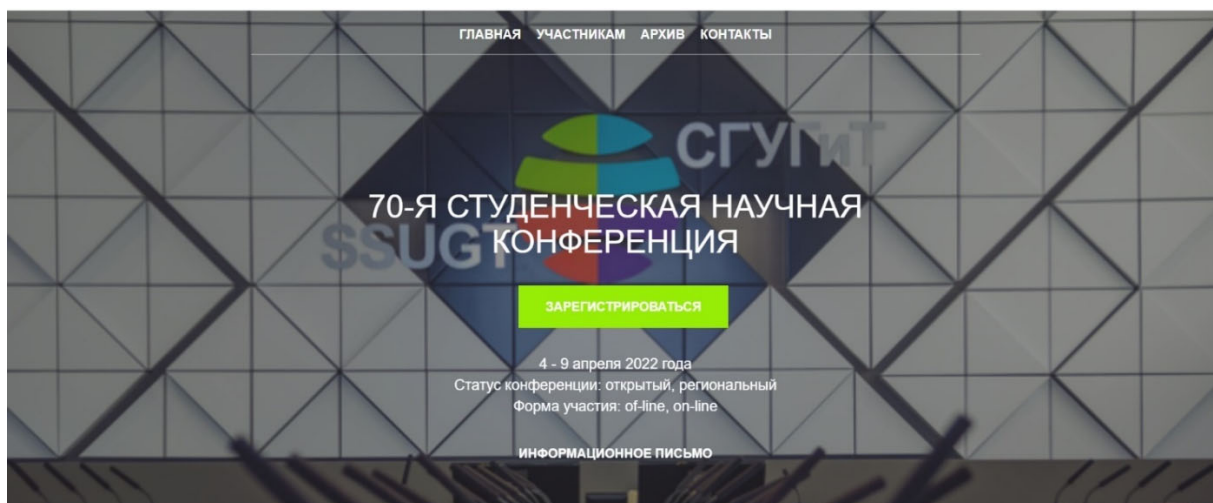 ГЛАВНАЯ УЧАСТНИКАМ АРХИВ КОНТАКТЫ
СГУГиТ
70-Я СТУДЕНЧЕСКАЯ НАУЧНАЯ
КОНФЕРЕНЦИЯ
SSUGT
ЗАРЕГИСТРИРОВАТЬСЯ
4 - 9 апреля 2022 года
Статус конференции: открытый, региональный
Форма участия: of-line, on-line
ИНФОРМАЦИОННОЕ ПИСЬМО